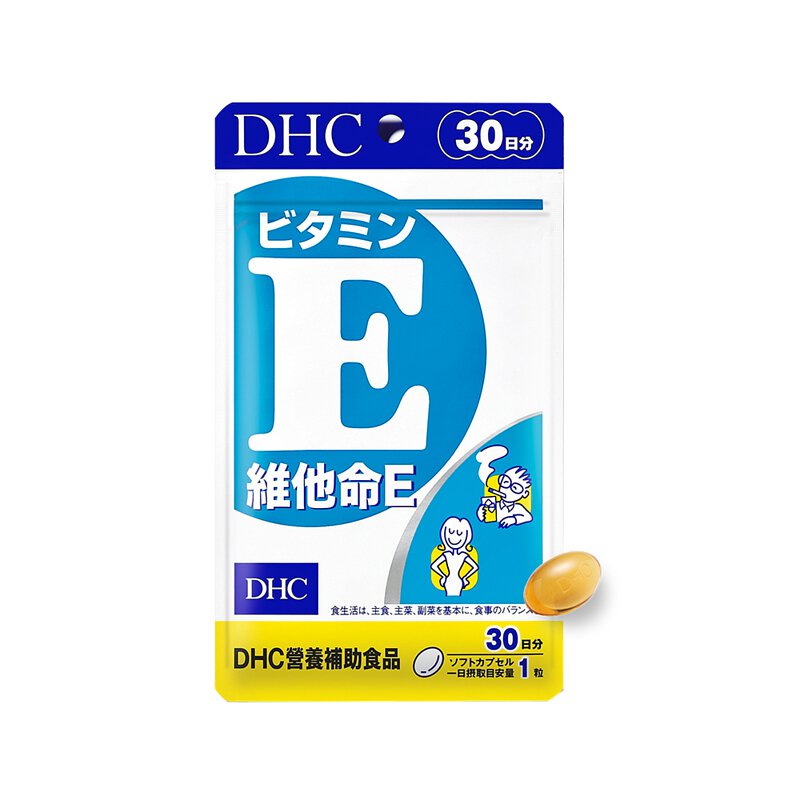 DHC
30日分
ビタミン
E
維他命E
DHC
食生活は、主食、主菜、副菜を基本に、食事のバランス
30日分
DHC營養補助食品
ソフトカプセル
一日摂取目安量 1粒